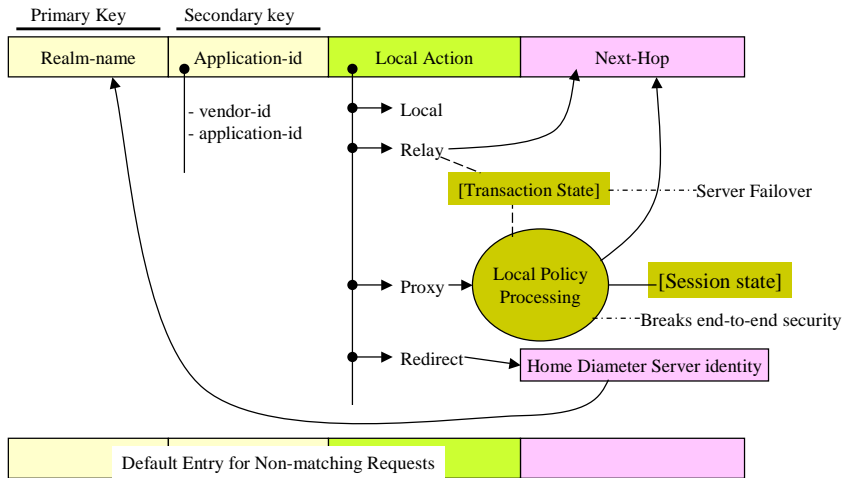 Primary Key
Secondary key
Realm-name
Application-id
Local Action
Next-Hop
- vendor-id
- application-id
Local
Relay
[Transaction State]
Server Failover
Proxy
Local Policy
Processing
[Session state]
Breaks end-to-end security
Redirect
Home Diameter Server identity
Default Entry for Non-matching Requests